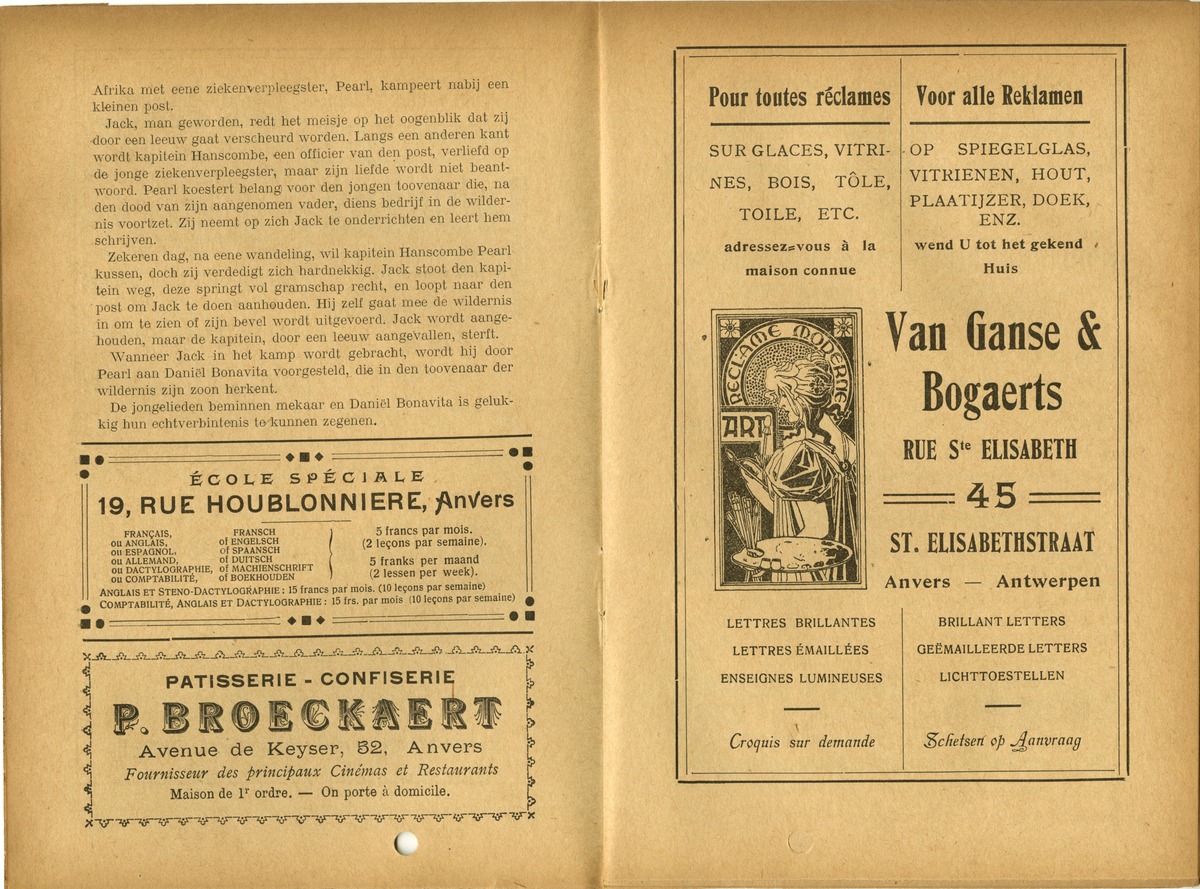 Afrika met eene ziekenverpleegster, Pearl, kampeert nabij een
kleinen post.
Jack, man geworden, redt het meisje op het oogenblik dat zij
door een leeuw gaat verscheurd worden. Langs een anderen kant
wordt kapitein Hanscombe, een officier van den post, verliefd op
de jonge ziekenverpleegster, maar zijn liefde wordt niet beant-
woord. Pearl koestert belang voor den jongen toovenaar die, na
den dood van zijn aangenomen vader, diens bedrijf in de wilder-
nis voortzet. Zij neemt op zich Jack te onderrichten en leert hem
schrijven.
Zekeren dag, na eene wandeling, wil kapitein Hanscombe Pearl
kussen, doch zij verdedigt zich hardnekkig. Jack stoot den kapi-
tein weg, deze springt vol gramschap recht, en loopt naar den
post om Jack te doen aanhouden. Hij zelf gaat mee de wildernis
in om te zien of zijn bevel wordt uitgevoerd. Jack wordt aange-
houden, maar de kapitein, door een leeuw aangevallen, sterft.
Wanneer Jack in het kamp wordt gebracht, wordt hij door
Pearl aan Daniël Bonavita voorgesteld, die in den toovenaar der
wildernis zijn zoon herkent.
De jongelieden beminnen mekaar en Daniël Bonavita is geluk-
kig hun echtverbintenis te kunnen zegenen.
ÉCOLE SPÉCIALE
19, RUE HOUBLONNIERE, Anvers
FRANÇAIS, FRANSCH
ou ANGLAIS, of ENGELSCH
ou ESPAGNOL, of SPAANSCH
ou ALLEMAND, of DUITSCH
ou DACTYLOGRAPHIE, of MACHIENSCHRIFT
ou COMPTABILITÉ, of BOEKHOUDEN
5 francs par mois.
(2 leçons par semaine).
5 franks per maand
(2 lessen per week).
ANGLAIS ET STENO-DACTYLOGRAPHIE : 15 francs par mois. (10 leçons par semaine)
COMPTABILITÉ, ANGLAIS ET DACTYLOGRAPHIE : 15 frs. par mois (10 leçons par semaine)
PATISSERIE - CONFISERIE
P. BROECKAERT
Avenue de Keyser, 52, Anvers
Fournisseur des principaux Cinémas et Restaurants
Maison de 1r ordre. — On porte à domicile.
Pour toutes réclames
SUR GLACES, VITRI-
NES, BOIS, TÔLE,
TOILE, ETC.
adressez=vous à la
maison connue
Voor alle Reklamen
OP SPIEGELGLAS,
VITRIENEN, HOUT,
PLAATIJZER, DOEK,
ENZ.
wend U tot het gekend
Huis
RECLAME MODERNE
ART
Van Ganse &
Bogaerts
RUE Ste ELISABETH
45
ST. ELISABETHSTRAAT
Anvers — Antwerpen
LETTRES BRILLANTES
LETTRES ÉMAILLÉES
ENSEIGNES LUMINEUSES
Croquis sur demande
BRILLANT LETTERS
GEËMAILLEERDE LETTERS
LICHTTOESTELLEN
Schetsen op Aanvraag